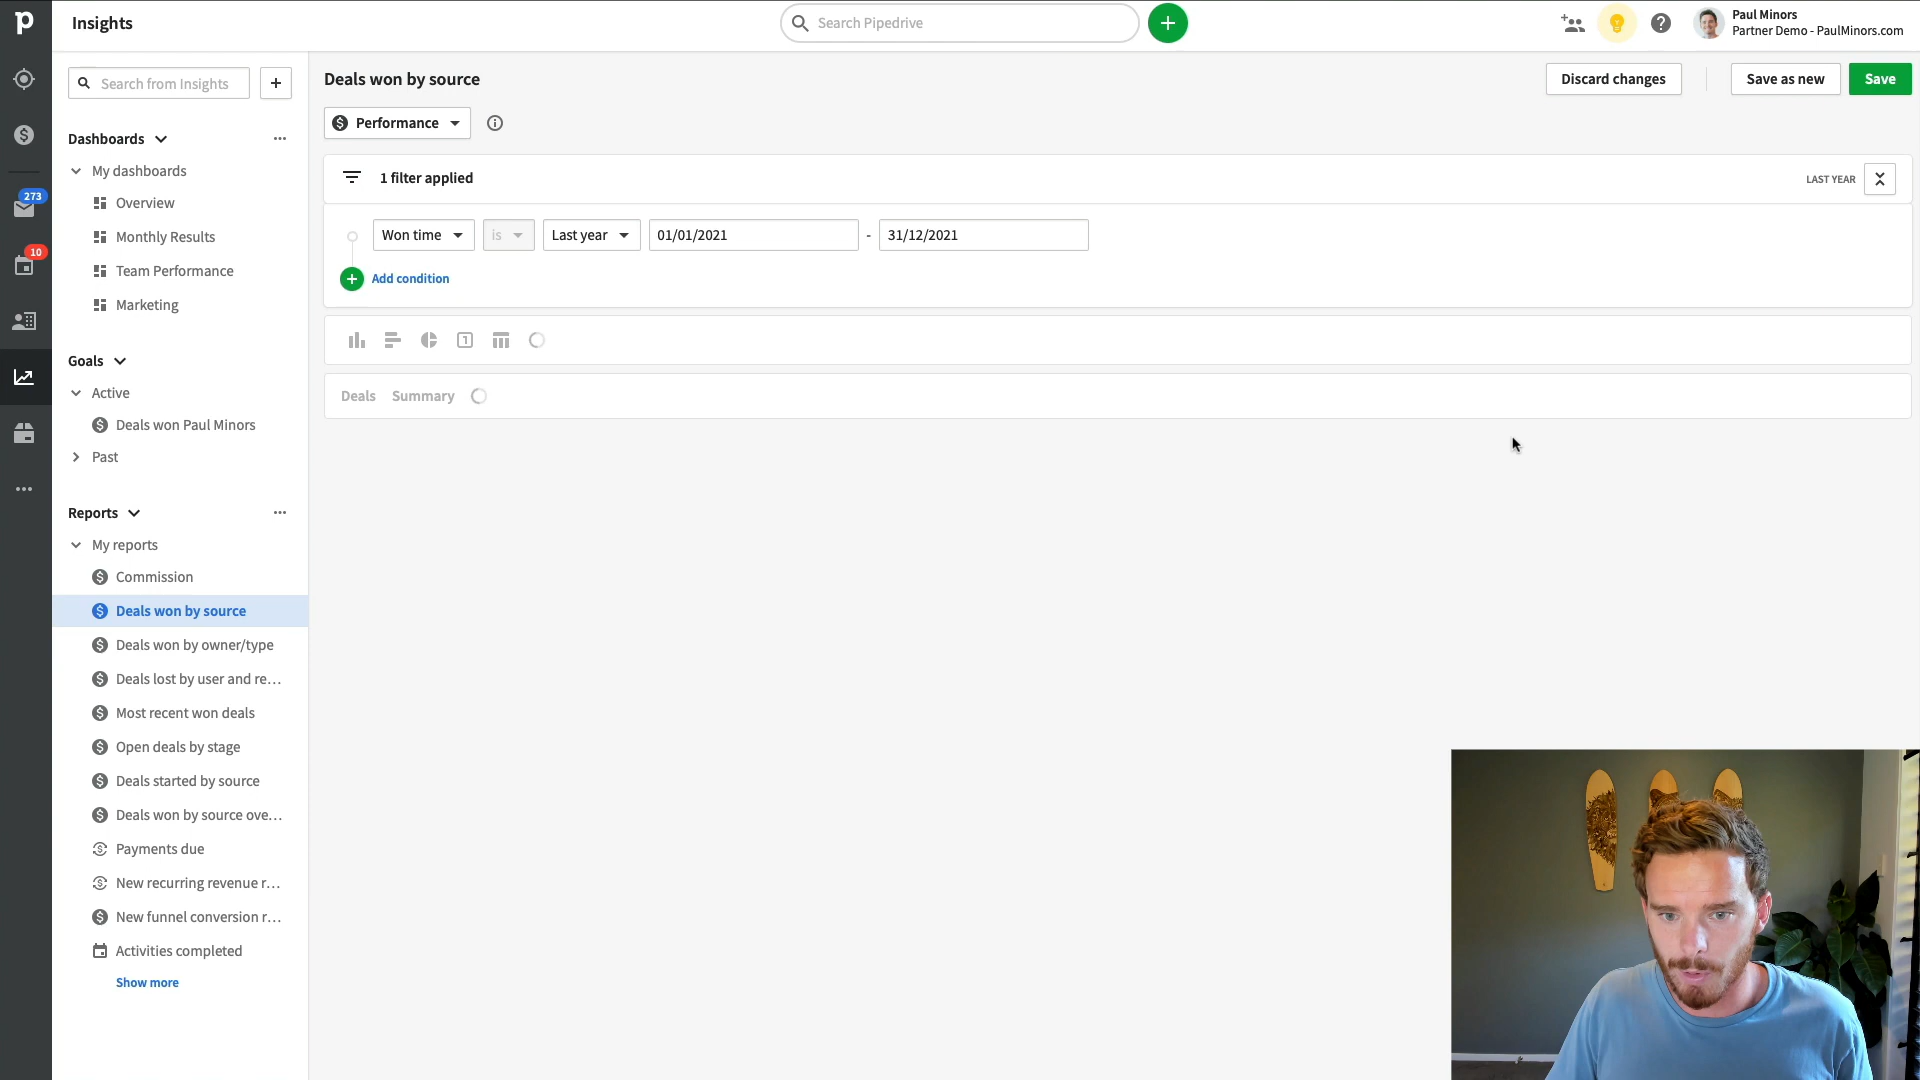 Insights
Search Pipedrive
Paul Minors
Partner Demo - PaulMinors.com
273
10
Search from Insights
Dashboards
My dashboards
Overview
Monthly Results
Team Performance
Marketing
Goals
Active
Deals won Paul Minors
Past
Reports
My reports
Commission
Deals won by source
Deals won by owner/type
Deals lost by user and re...
Most recent won deals
Open deals by stage
Deals started by source
Deals won by source ove...
Payments due
New recurring revenue r...
New funnel conversion r...
Activities completed
Show more
Deals won by source
Discard changes
Save as new
Save
Performance
1 filter applied
LAST YEAR
Won time is Last year 01/01/2021 - 31/12/2021
Add condition
Deals Summary